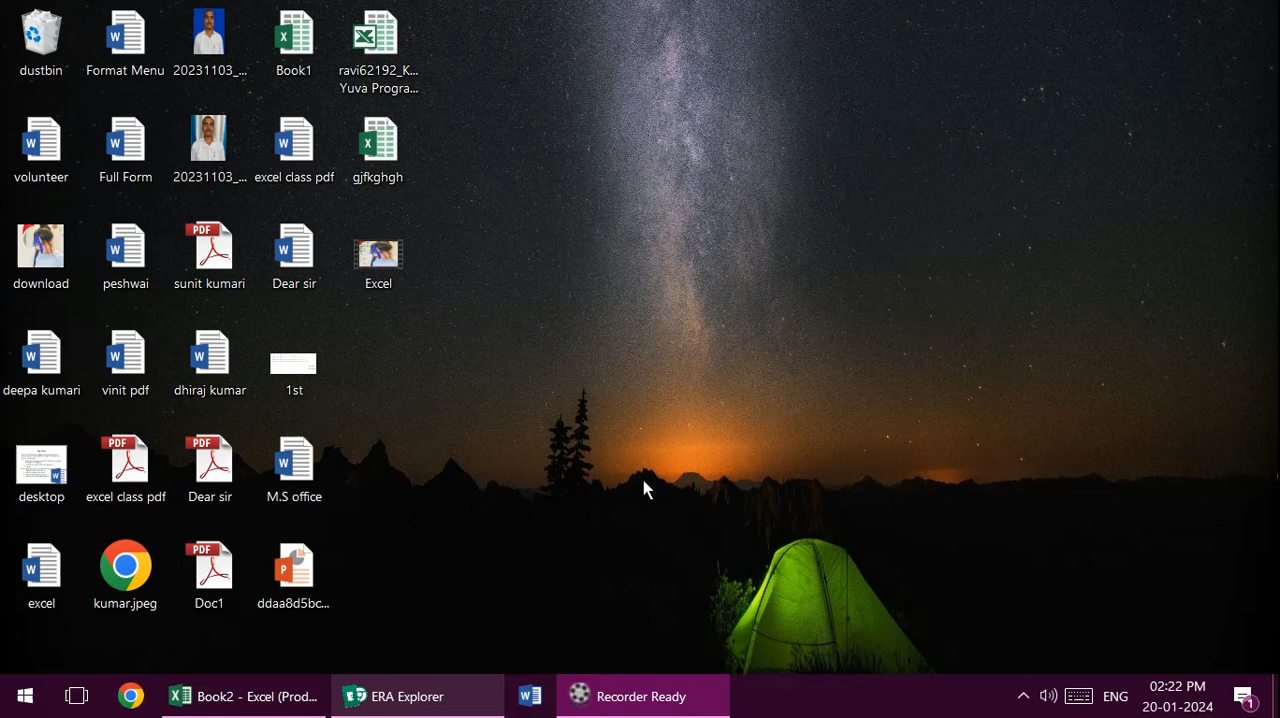 dustbin
Format Menu
20231103_...
Book1
ravi62192_K...
Yuva Progra...
volunteer
Full Form
20231103_...
excel class pdf
gjfkghgh
PDF
download
peshwai
sunit kumari
Dear sir
Excel
deepa kumari
vinit pdf
dhiraj kumar
1st
PDF
PDF
desktop
excel class pdf
Dear sir
M.S office
PDF
excel
kumar.jpeg
Doc1
ddaa8d5bc...
Book2 - Excel (Prod...
ERA Explorer
Recorder Ready
ENG
02:22 PM
20-01-2024
1